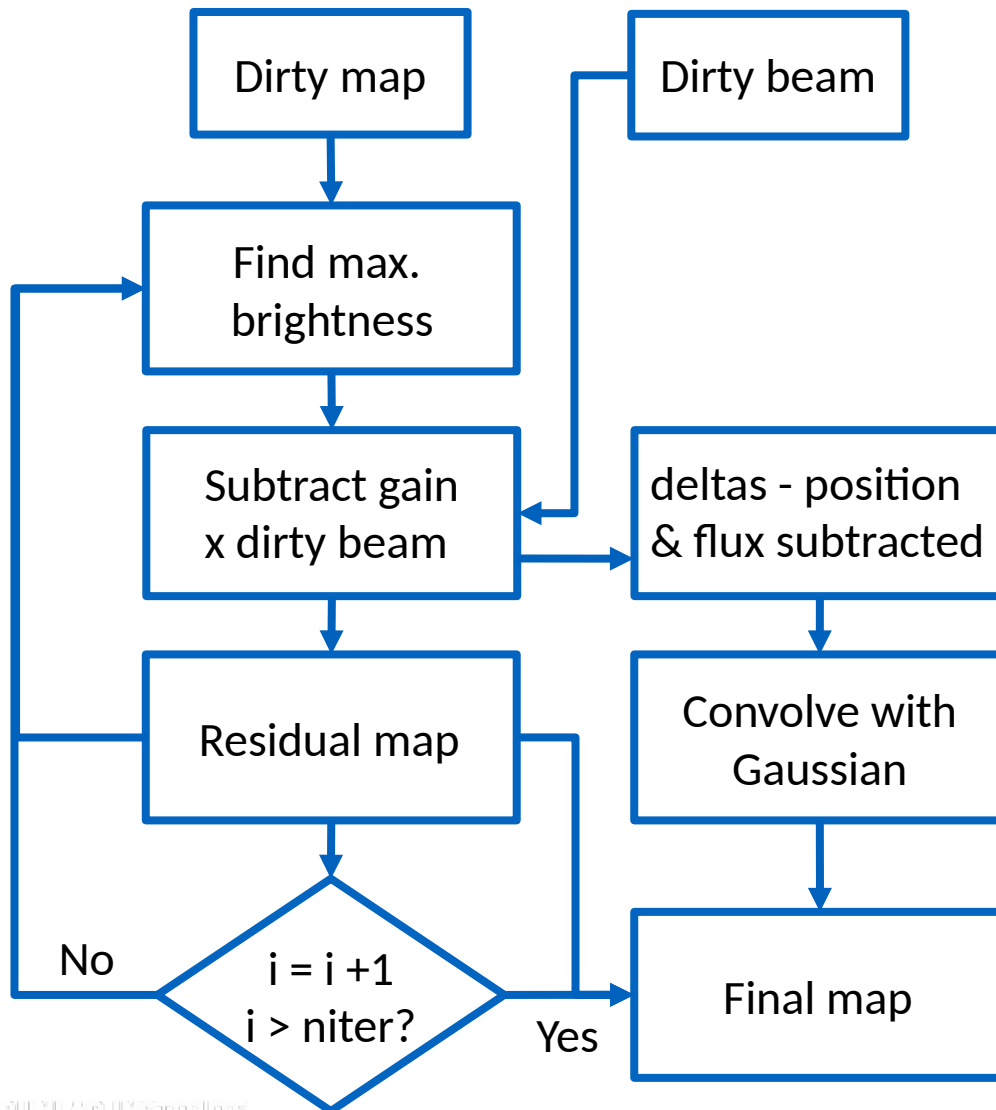 Dirty map
Dirty beam
Find max.
brightness
Subtract gain
x dirty beam
deltas - position
& flux subtracted
Residual map
Convolve with
Gaussian
No
i = i +1
i > niter?
Yes
Final map